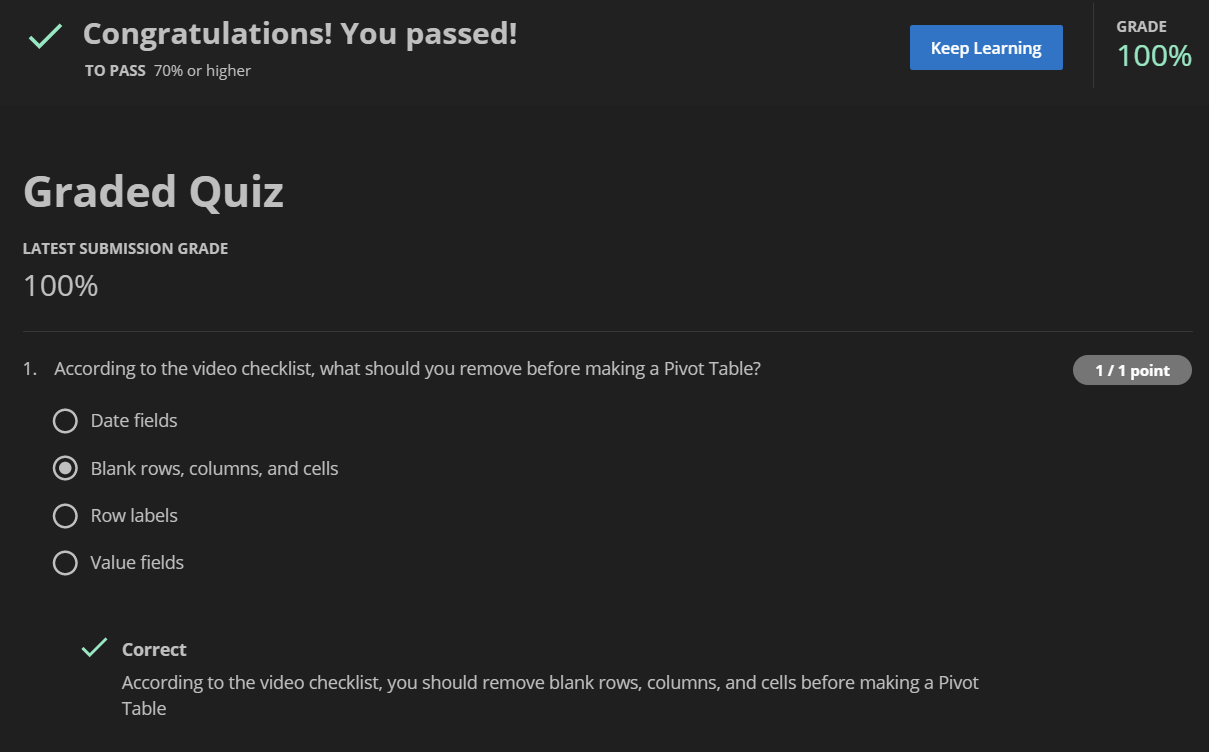 Congratulations! You passed!
TO PASS 70% or higher
Keep Learning
GRADE
100%
Graded Quiz
LATEST SUBMISSION GRADE
100%
1. According to the video checklist, what should you remove before making a Pivot Table?
1 / 1 point
Date fields
Blank rows, columns, and cells
Row labels
Value fields
Correct
According to the video checklist, you should remove blank rows, columns, and cells before making a Pivot
Table